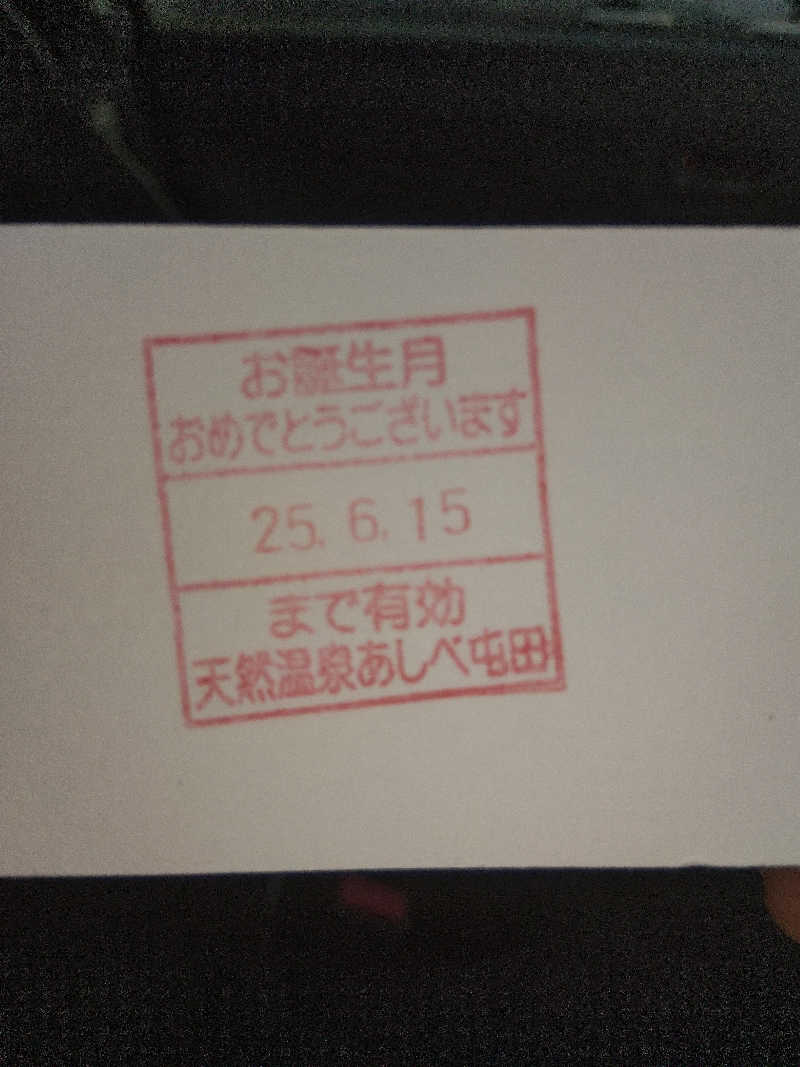 お誕生月
おめでとうございます
25.6.15
まで有効
天然温泉あしべ屯田